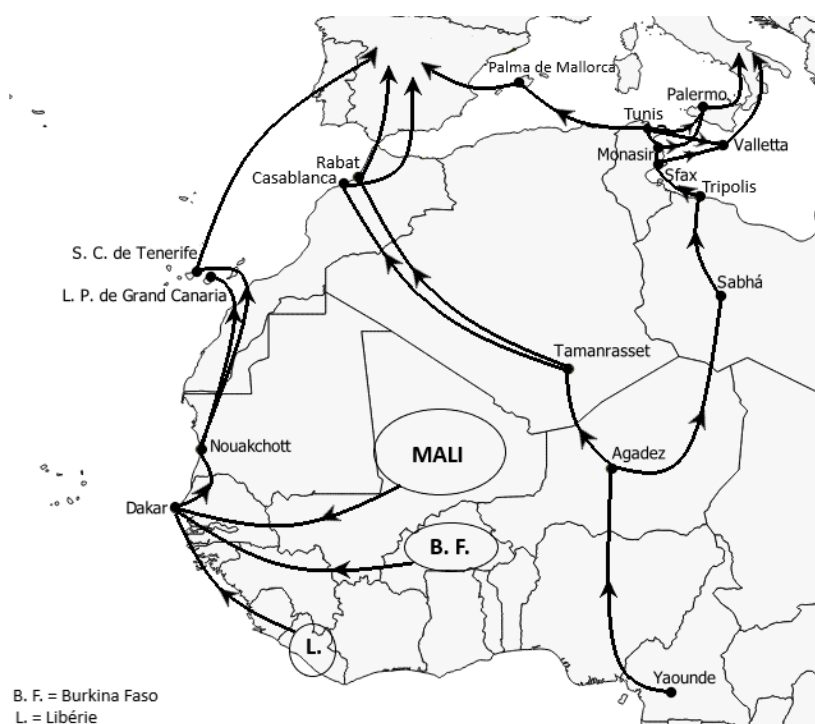 Palma de Mallorca
Palermo
Tunis
Valletta
Monasir
Rabat
Casablanca
Sfax
Tripolis
S. C. de Tenerife
L. P. de Grand Canaria
Sabhá
Tamanrasset
Nouakchott
MALI
Agadez
Dakar
B. F.
L.
Yaounde
B. F. = Burkina Faso
L. = Libérie